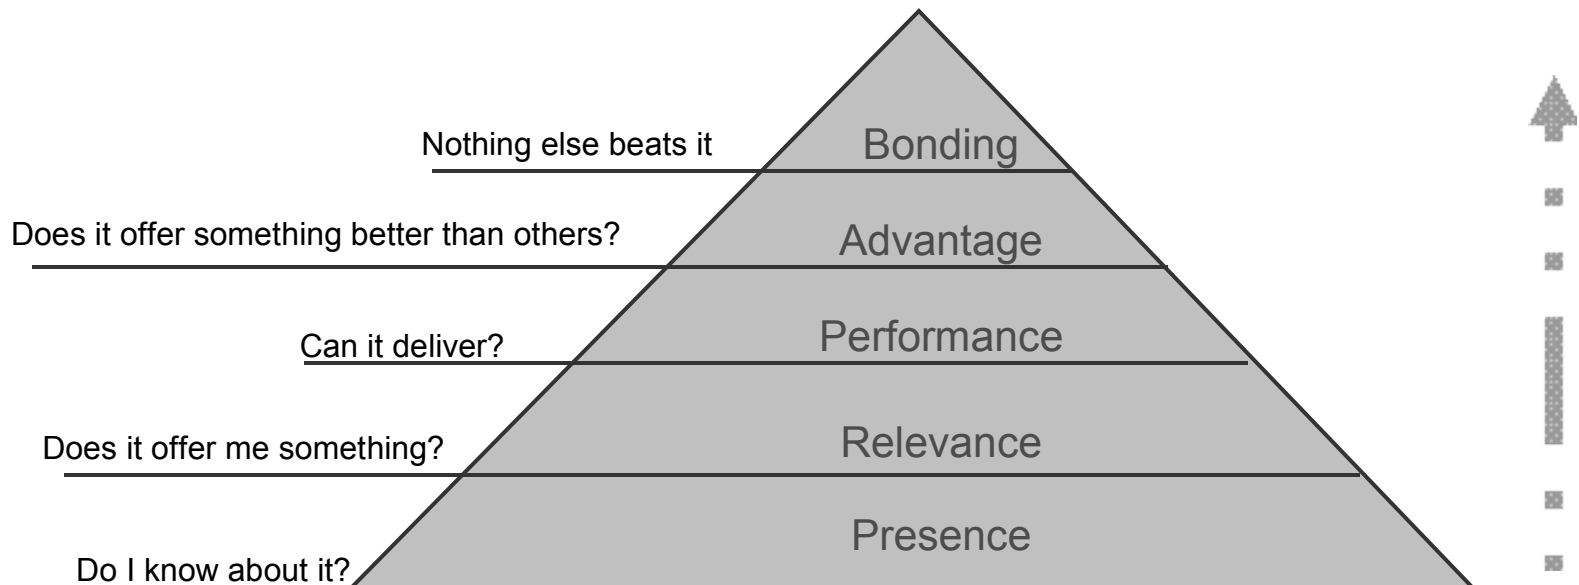 Nothing else beats it
Bonding
Does it offer something better than others?
Advantage
Can it deliver?
Performance
Does it offer me something?
Relevance
Do I know about it?
Presence